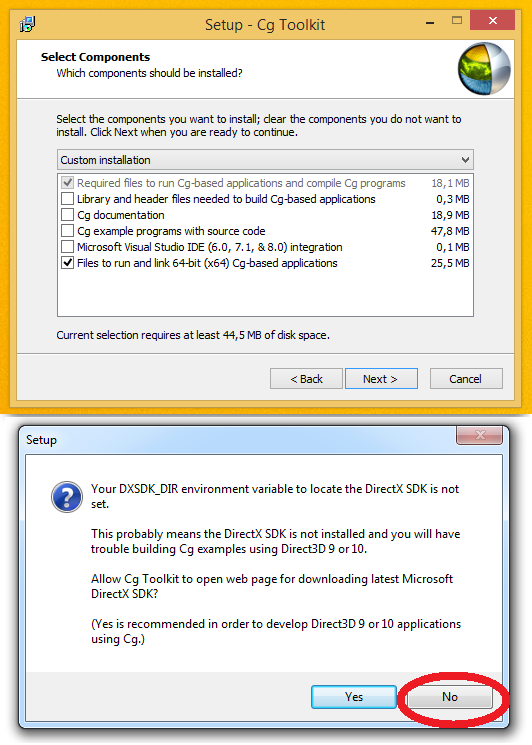 Setup - Cg Toolkit
Select Components
Which components should be installed?
Select the components you want to install; clear the components you do not want to
install. Click Next when you are ready to continue.
Custom installation
Required files to run Cg-based applications and compile Cg programs 18,1 MB
Library and header files needed to build Cg-based applications 0,3 MB
Cg documentation 18,9 MB
Cg example programs with source code 47,8 MB
Microsoft Visual Studio IDE (6.0, 7.1, & 8.0) integration 0,1 MB
Files to run and link 64-bit (x64) Cg-based applications 25,5 MB
Current selection requires at least 44,5 MB of disk space.
< Back Next > Cancel
Setup
Your DXSDK_DIR environment variable to locate the DirectX SDK is not
set.
This probably means the DirectX SDK is not installed and you will have
trouble building Cg examples using Direct3D 9 or 10.
Allow Cg Toolkit to open web page for downloading latest Microsoft
DirectX SDK?
(Yes is recommended in order to develop Direct3D 9 or 10 applications
using Cg.)
Yes No